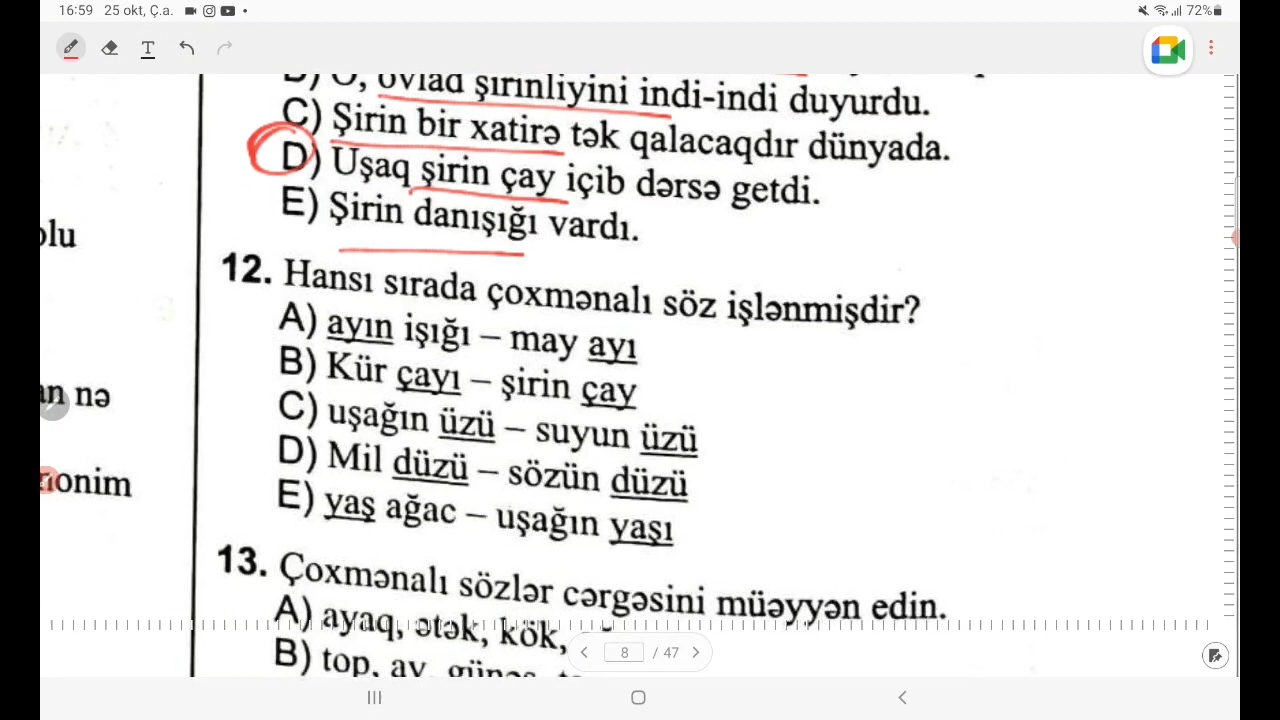 16:59 25 okt, Ç.a. 72%
B) O, övlad şirinliyini indi-indi duyurdu.
C) Şirin bir xatirə tək qalacaqdır dünyada.
D) Uşaq şirin çay içib dərsə getdi.
E) Şirin danışığı vardı.
12. Hansı sırada çoxmənalı söz işlənmişdir?
A) ayın işığı – may ayı
B) Kür çayı – şirin çay
C) uşağın üzü – suyun üzü
D) Mil düzü – sözün düzü
E) yaş ağac – uşağın yaşı
13. Çoxmənalı sözlər cərgəsini müəyyən edin.
A) ayaq, ətək, kök,
B) top, ay, günəş,
olu
an nə
nonim
8 / 47